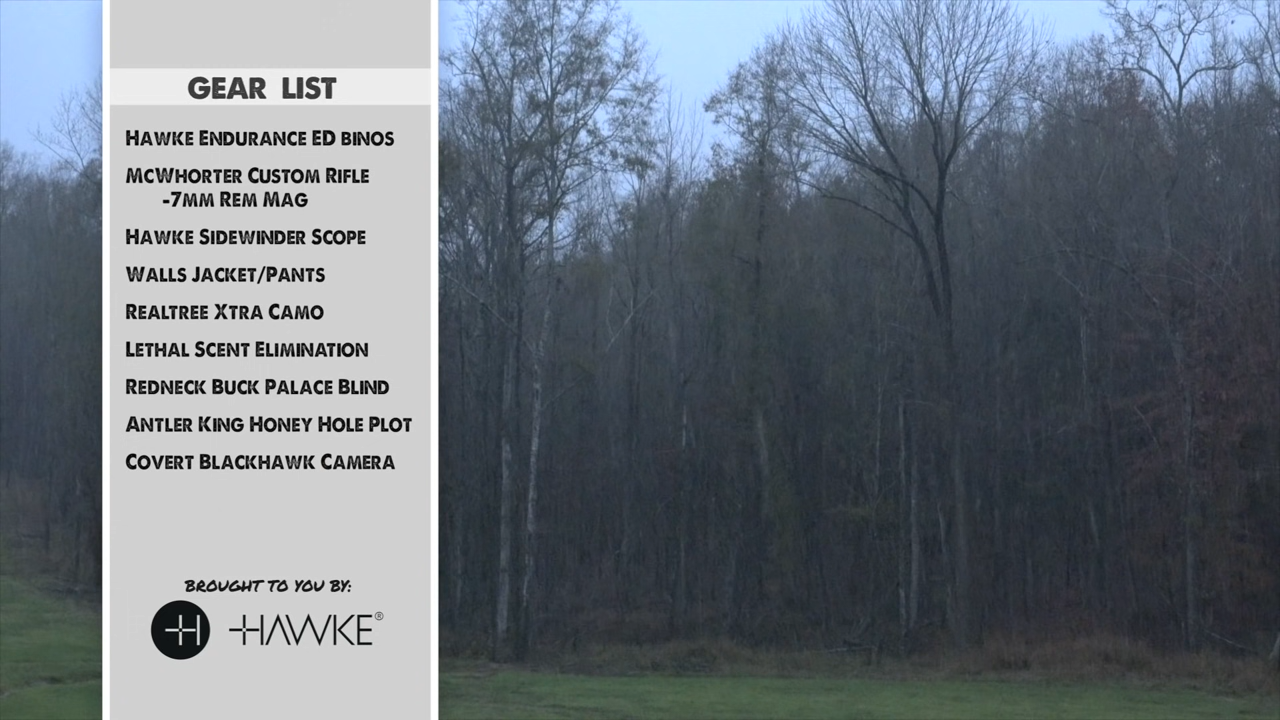 GEAR LIST
HAWKE ENDURANCE ED BINOS
MCWHORTER CUSTOM RIFLE
-7MM REM MAG
HAWKE SIDEWINDER SCOPE
WALLS JACKET/PANTS
REALTREE XTRA CAMO
LETHAL SCENT ELIMINATION
REDNECK BUCK PALACE BLIND
ANTLER KING HONEY HOLE PLOT
COVERT BLACKHAWK CAMERA
BROUGHT TO YOU BY:
H HAWKE®